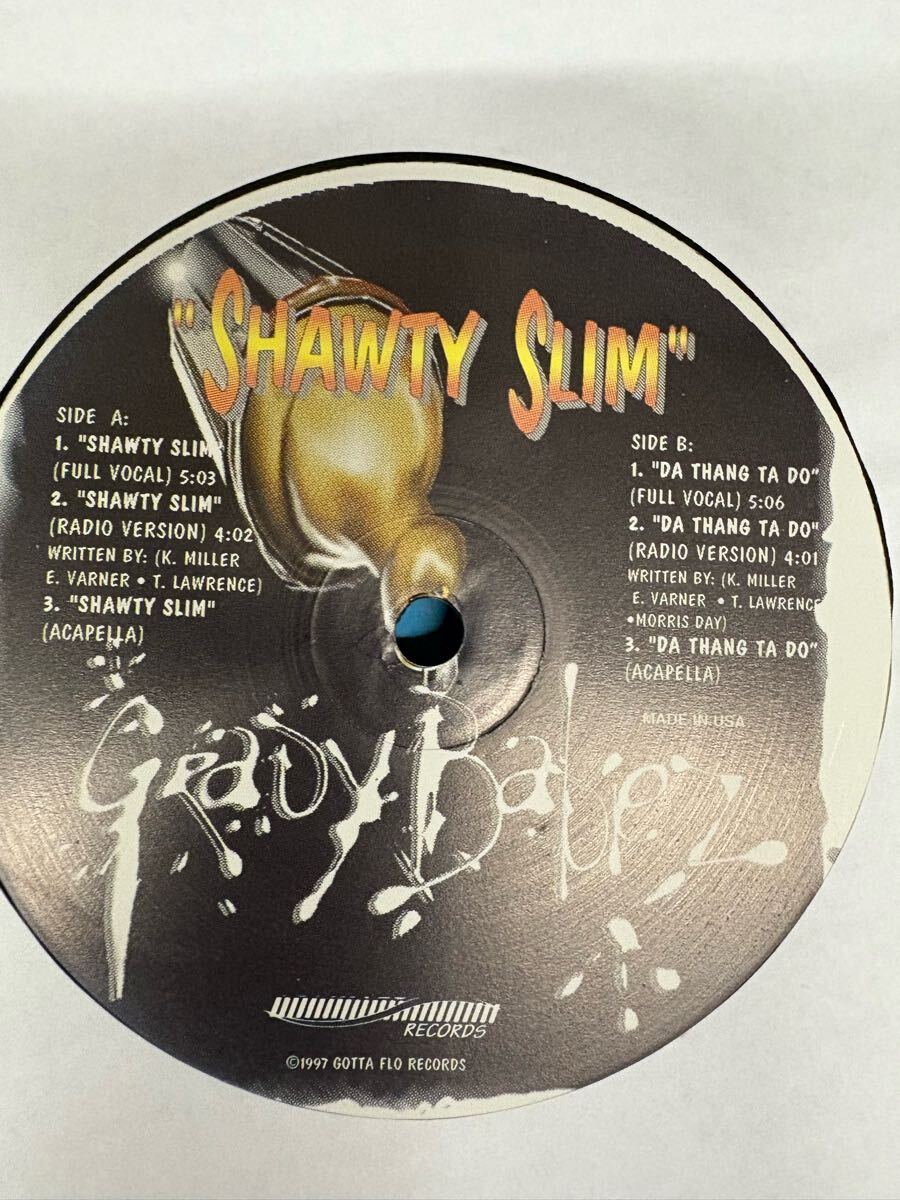 "SHAWTY SLIM"
SIDE A:
1. "SHAWTY SLIM"
(FULL VOCAL) 5:03
2. "SHAWTY SLIM"
(RADIO VERSION) 4:02
WRITTEN BY: (K. MILLER
E. VARNER • T. LAWRENCE)
3. "SHAWTY SLIM"
(ACAPELLA)
SIDE B:
1. "DA THANG TA DO"
(FULL VOCAL) 5:06
2. "DA THANG TA DO"
(RADIO VERSION) 4:01
WRITTEN BY: (K. MILLER
E. VARNER • T. LAWRENCE
•MORRIS DAY)
3. "DA THANG TA DO"
(ACAPELLA)
MADE IN USA
Gravy Babiez
RECORDS
©1997 GOTTA FLO RECORDS